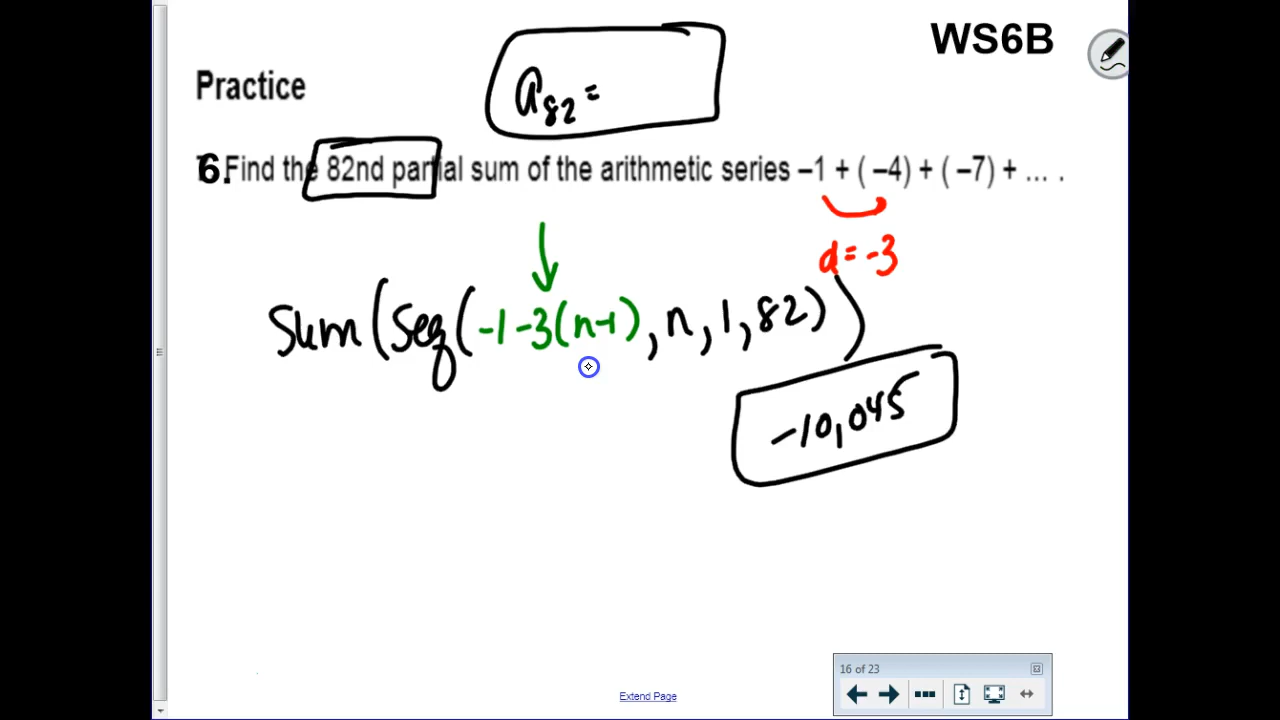 WS6B
Practice
a82 =
6. Find the 82nd partial sum of the arithmetic series –1 + ( –4) + ( –7) + ... .
d = -3
Sum(Seq(-1-3(n-1), n, 1, 82))
-10,045
16 of 23
Extend Page